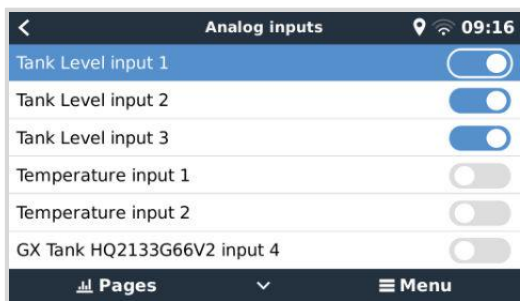 Analog inputs 09:16
Tank Level input 1
Tank Level input 2
Tank Level input 3
Temperature input 1
Temperature input 2
GX Tank HQ2133G66V2 input 4
Pages Menu